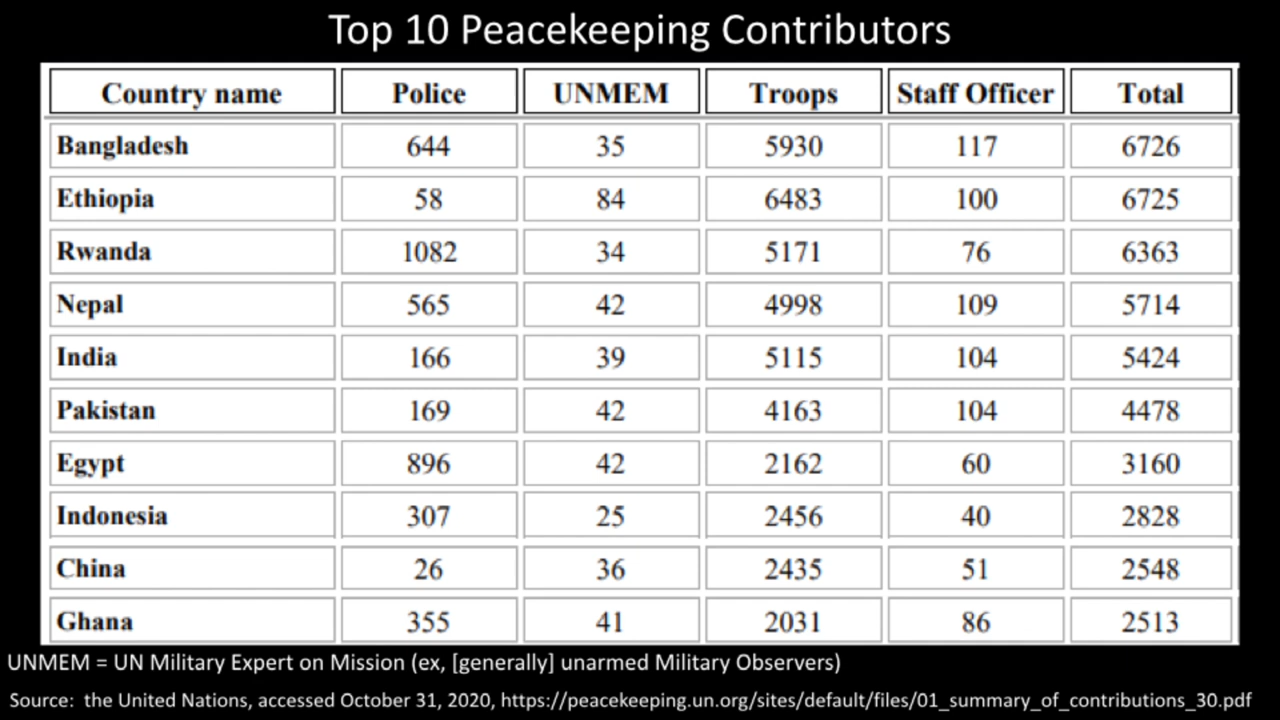 Top 10 Peacekeeping Contributors
Country name Police UNMEM Troops Staff Officer Total
Bangladesh 644 35 5930 117 6726
Ethiopia 58 84 6483 100 6725
Rwanda 1082 34 5171 76 6363
Nepal 565 42 4998 109 5714
India 166 39 5115 104 5424
Pakistan 169 42 4163 104 4478
Egypt 896 42 2162 60 3160
Indonesia 307 25 2456 40 2828
China 26 36 2435 51 2548
Ghana 355 41 2031 86 2513
UNMEM = UN Military Expert on Mission (ex, [generally] unarmed Military Observers)
Source: the United Nations, accessed October 31, 2020, https://peacekeeping.un.org/sites/default/files/01_summary_of_contributions_30.pdf